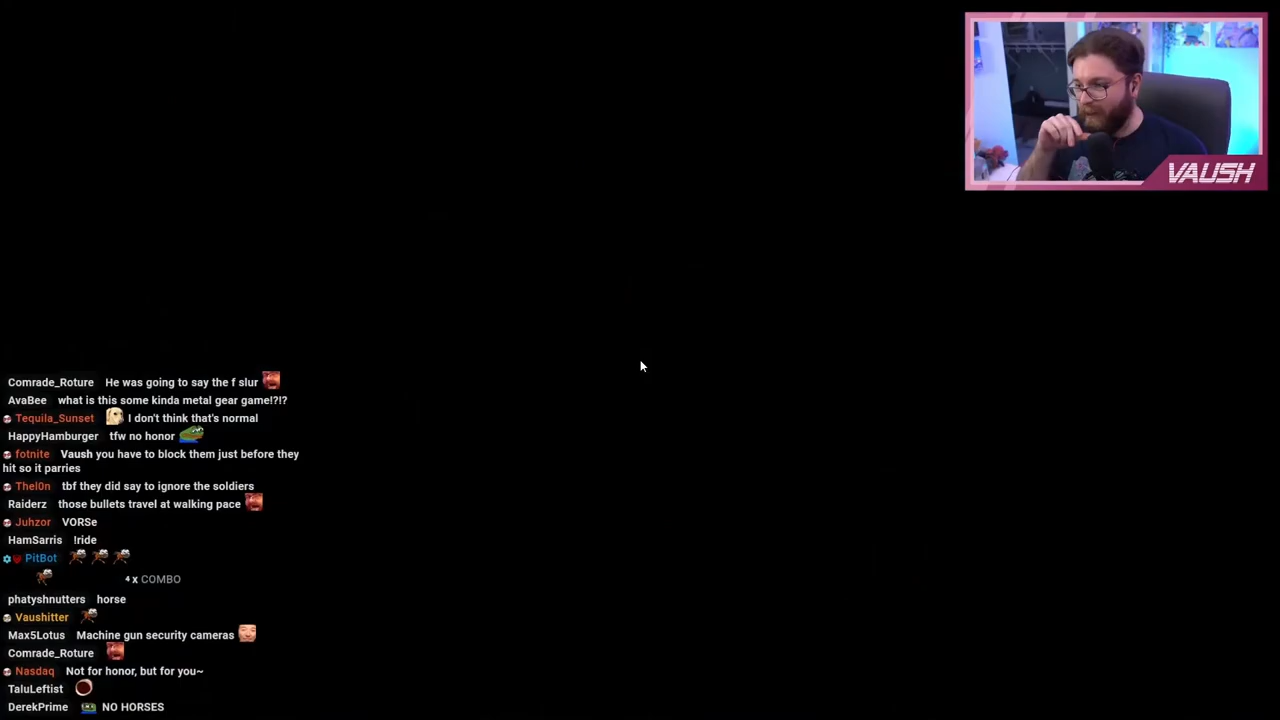 VAUSH
Comrade_Roture He was going to say the f slur
AvaBee what is this some kinda metal gear game!?!?
Tequila_Sunset I don't think that's normal
HappyHamburger tfw no honor
fotnite Vaush you have to block them just before they
hit so it parries
Thel0n tbf they did say to ignore the soldiers
Raiderz those bullets travel at walking pace
Juhzor VORSe
HamSarris !ride
PitBot
4 x COMBO
phatyshnutters horse
Vaushitter
Max5Lotus Machine gun security cameras
Comrade_Roture
Nasdaq Not for honor, but for you~
TaluLeftist
DerekPrime NO HORSES